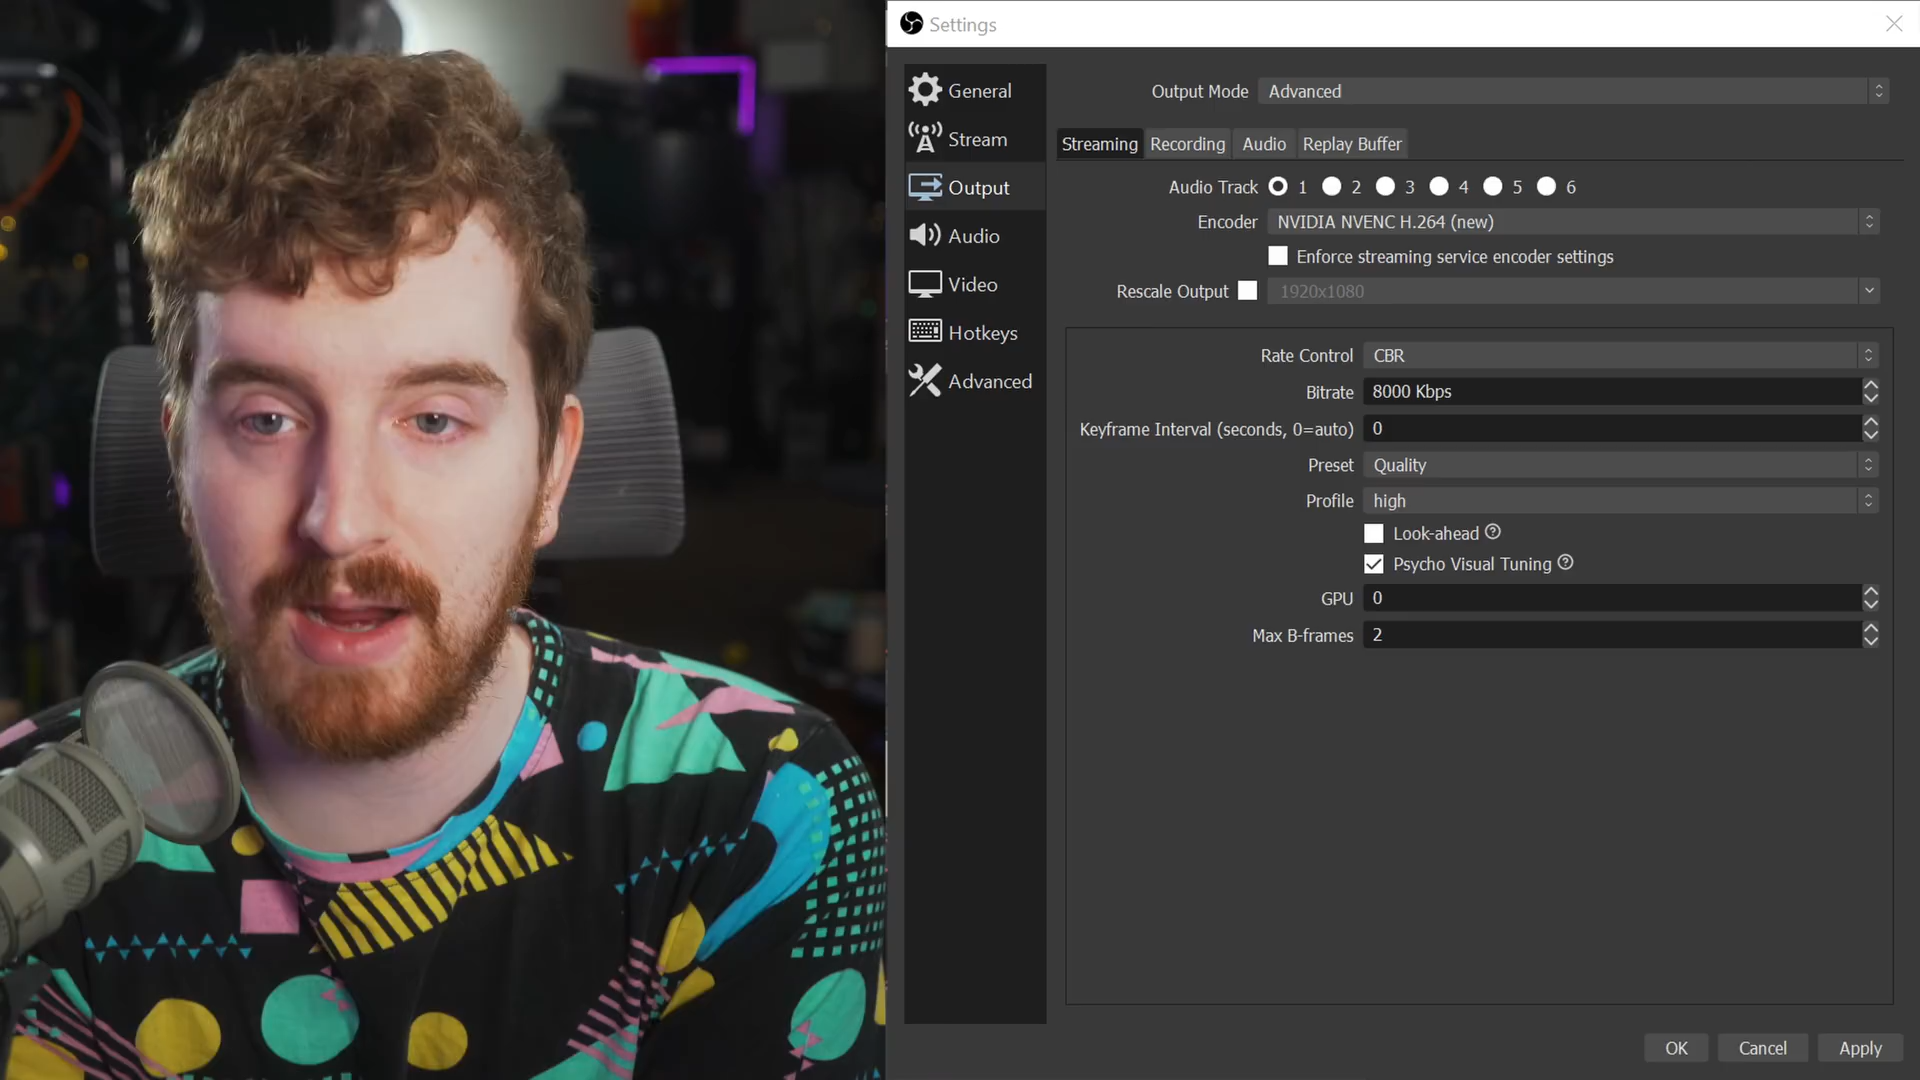 Settings
General
Stream
Output
Audio
Video
Hotkeys
Advanced
Output Mode Advanced
Streaming Recording Audio Replay Buffer
Audio Track 1 2 3 4 5 6
Encoder NVIDIA NVENC H.264 (new)
Enforce streaming service encoder settings
Rescale Output 1920x1080
Rate Control CBR
Bitrate 8000 Kbps
Keyframe Interval (seconds, 0=auto) 0
Preset Quality
Profile high
Look-ahead
Psycho Visual Tuning
GPU 0
Max B-frames 2
OK Cancel Apply